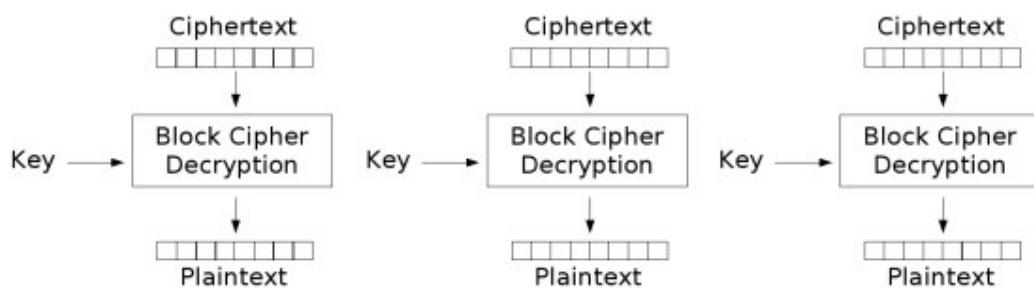 Ciphertext Ciphertext Ciphertext
Key Block Cipher Decryption Key Block Cipher Decryption Key Block Cipher Decryption
Plaintext Plaintext Plaintext